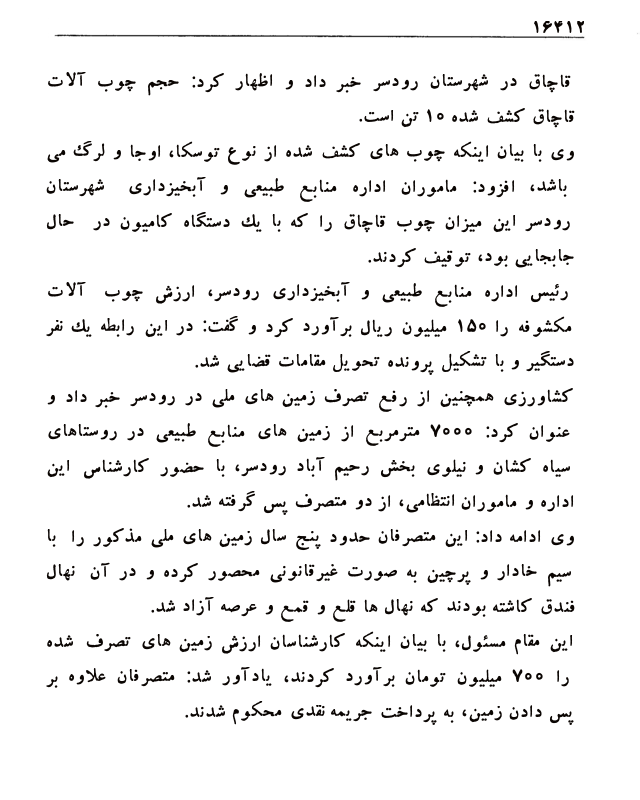 ۱۶۴۱۲
قاچاق در شهرستان رودسر خبر داد و اظهار کرد: حجم چوب آلات
قاچاق کشف شده ۱۰ تن است.
وی با بیان اینکه چوب های کشف شده از نوع توسکا، اوجا و لرگ می
باشد، افزود: ماموران اداره منابع طبیعی و آبخیزداری شهرستان
رودسر این میزان چوب قاچاق را که با یك دستگاه کامیون در حال
جابجایی بود، توقیف کردند.
رئیس اداره منابع طبیعی و آبخیزداری رودسر، ارزش چوب آلات
مکشوفه را ۱۵۰ میلیون ریال برآورد کرد و گفت: در این رابطه یك نفر
دستگیر و با تشکیل پرونده تحویل مقامات قضایی شد.
کشاورزی همچنین از رفع تصرف زمین های ملی در رودسر خبر داد و
عنوان کرد: ۷۰۰۰ مترمربع از زمین های منابع طبیعی در روستاهای
سیاه کشان و نیلوی بخش رحیم آباد رودسر، با حضور کارشناس این
اداره و ماموران انتظامی، از دو متصرف پس گرفته شد.
وی ادامه داد: این متصرفان حدود پنج سال زمین های ملی مذکور را با
سیم خادار و پرچین به صورت غیرقانونی محصور کرده و در آن نهال
فندق کاشته بودند که نهال ها قلع و قمع و عرصه آزاد شد.
این مقام مسئول، با بیان اینکه کارشناسان ارزش زمین های تصرف شده
را ۷۰۰ میلیون تومان برآورد کردند، یادآور شد: متصرفان علاوه بر
پس دادن زمین، به پرداخت جریمه نقدی محکوم شدند.